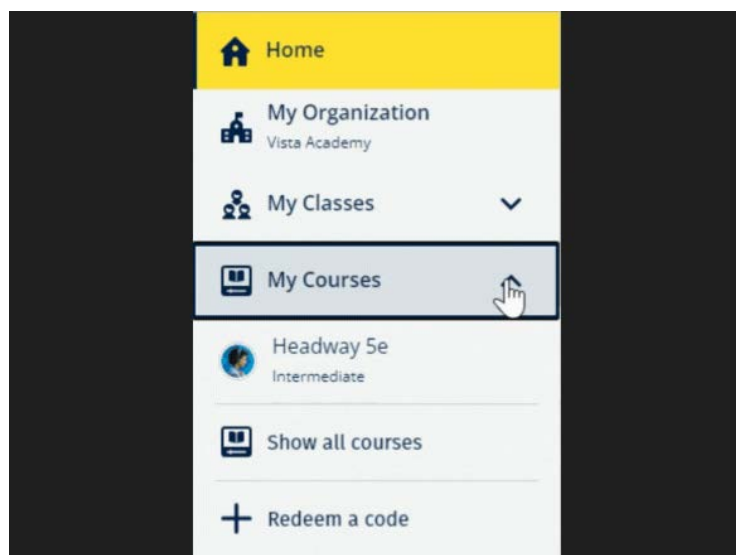 Home
My Organization
Vista Academy
My Classes
My Courses
Headway 5e
Intermediate
Show all courses
Redeem a code